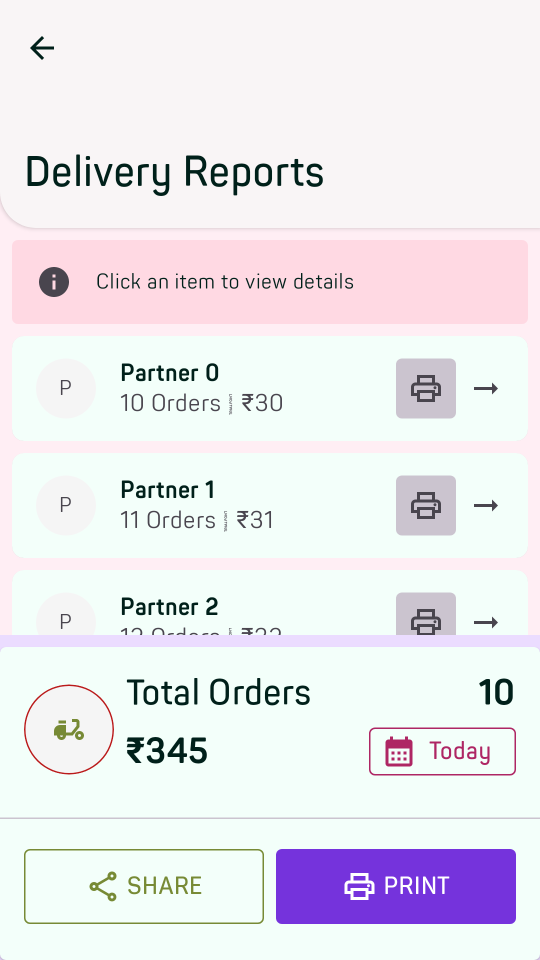 Delivery Reports
Click an item to view details
P
Partner 0
10 Orders ₹30
P
Partner 1
11 Orders ₹31
P
Partner 2
Total Orders
10
₹345
Today
SHARE
PRINT